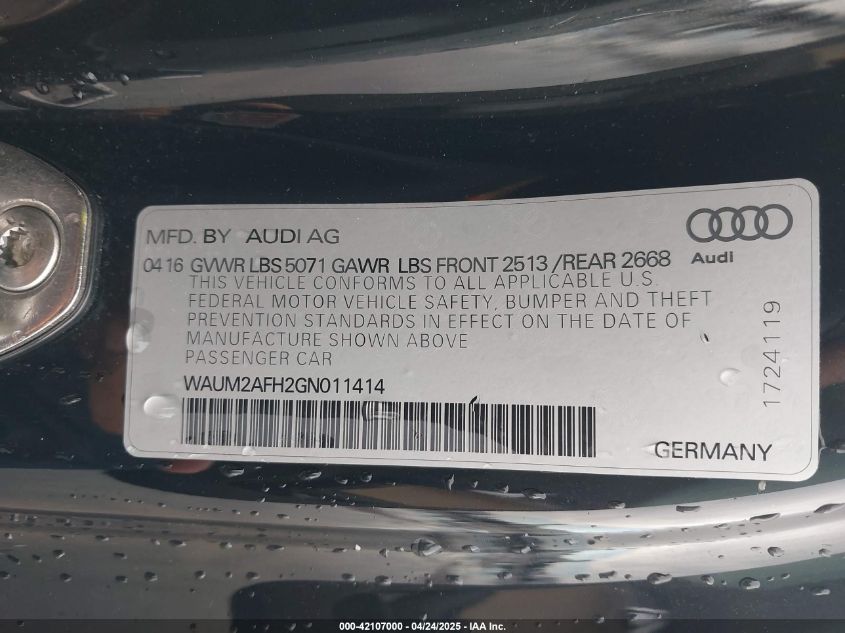 MFD. BY AUDI AG
0416 GVWR LBS 5071 GAWR LBS FRONT 2513 /REAR 2668
Audi
THIS VEHICLE CONFORMS TO ALL APPLICABLE U.S.
FEDERAL MOTOR VEHICLE SAFETY, BUMPER AND THEFT
PREVENTION STANDARDS IN EFFECT ON THE DATE OF
MANUFACTURE SHOWN ABOVE
PASSENGER CAR
WAUM2AFH2GN011414
1724119
GERMANY
000-42107000 - 04/24/2025 - IAA Inc.